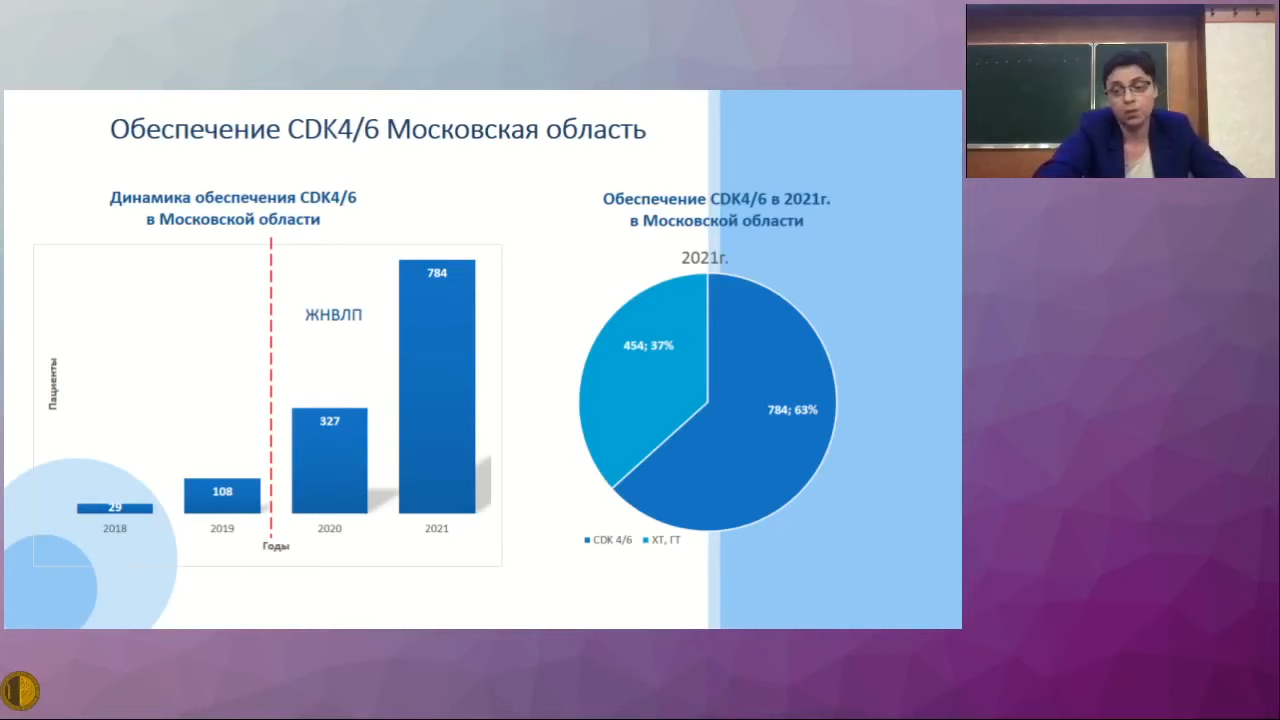 Обеспечение CDK4/6 Московская область
Динамика обеспечения CDK4/6
в Московской области
Пациенты
ЖНВЛП
29
108
327
784
2018
2019
2020
2021
Годы
Обеспечение CDK4/6 в 2021г.
в Московской области
2021г.
454; 37%
784; 63%
CDK 4/6
ХТ, ГТ